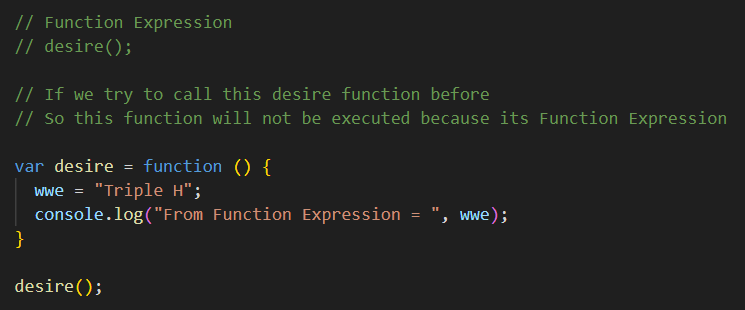 // Function Expression
// desire();
// If we try to call this desire function before
// So this function will not be executed because its Function Expression
var desire = function () {
wwe = "Triple H";
console.log("From Function Expression = ", wwe);
}
desire();